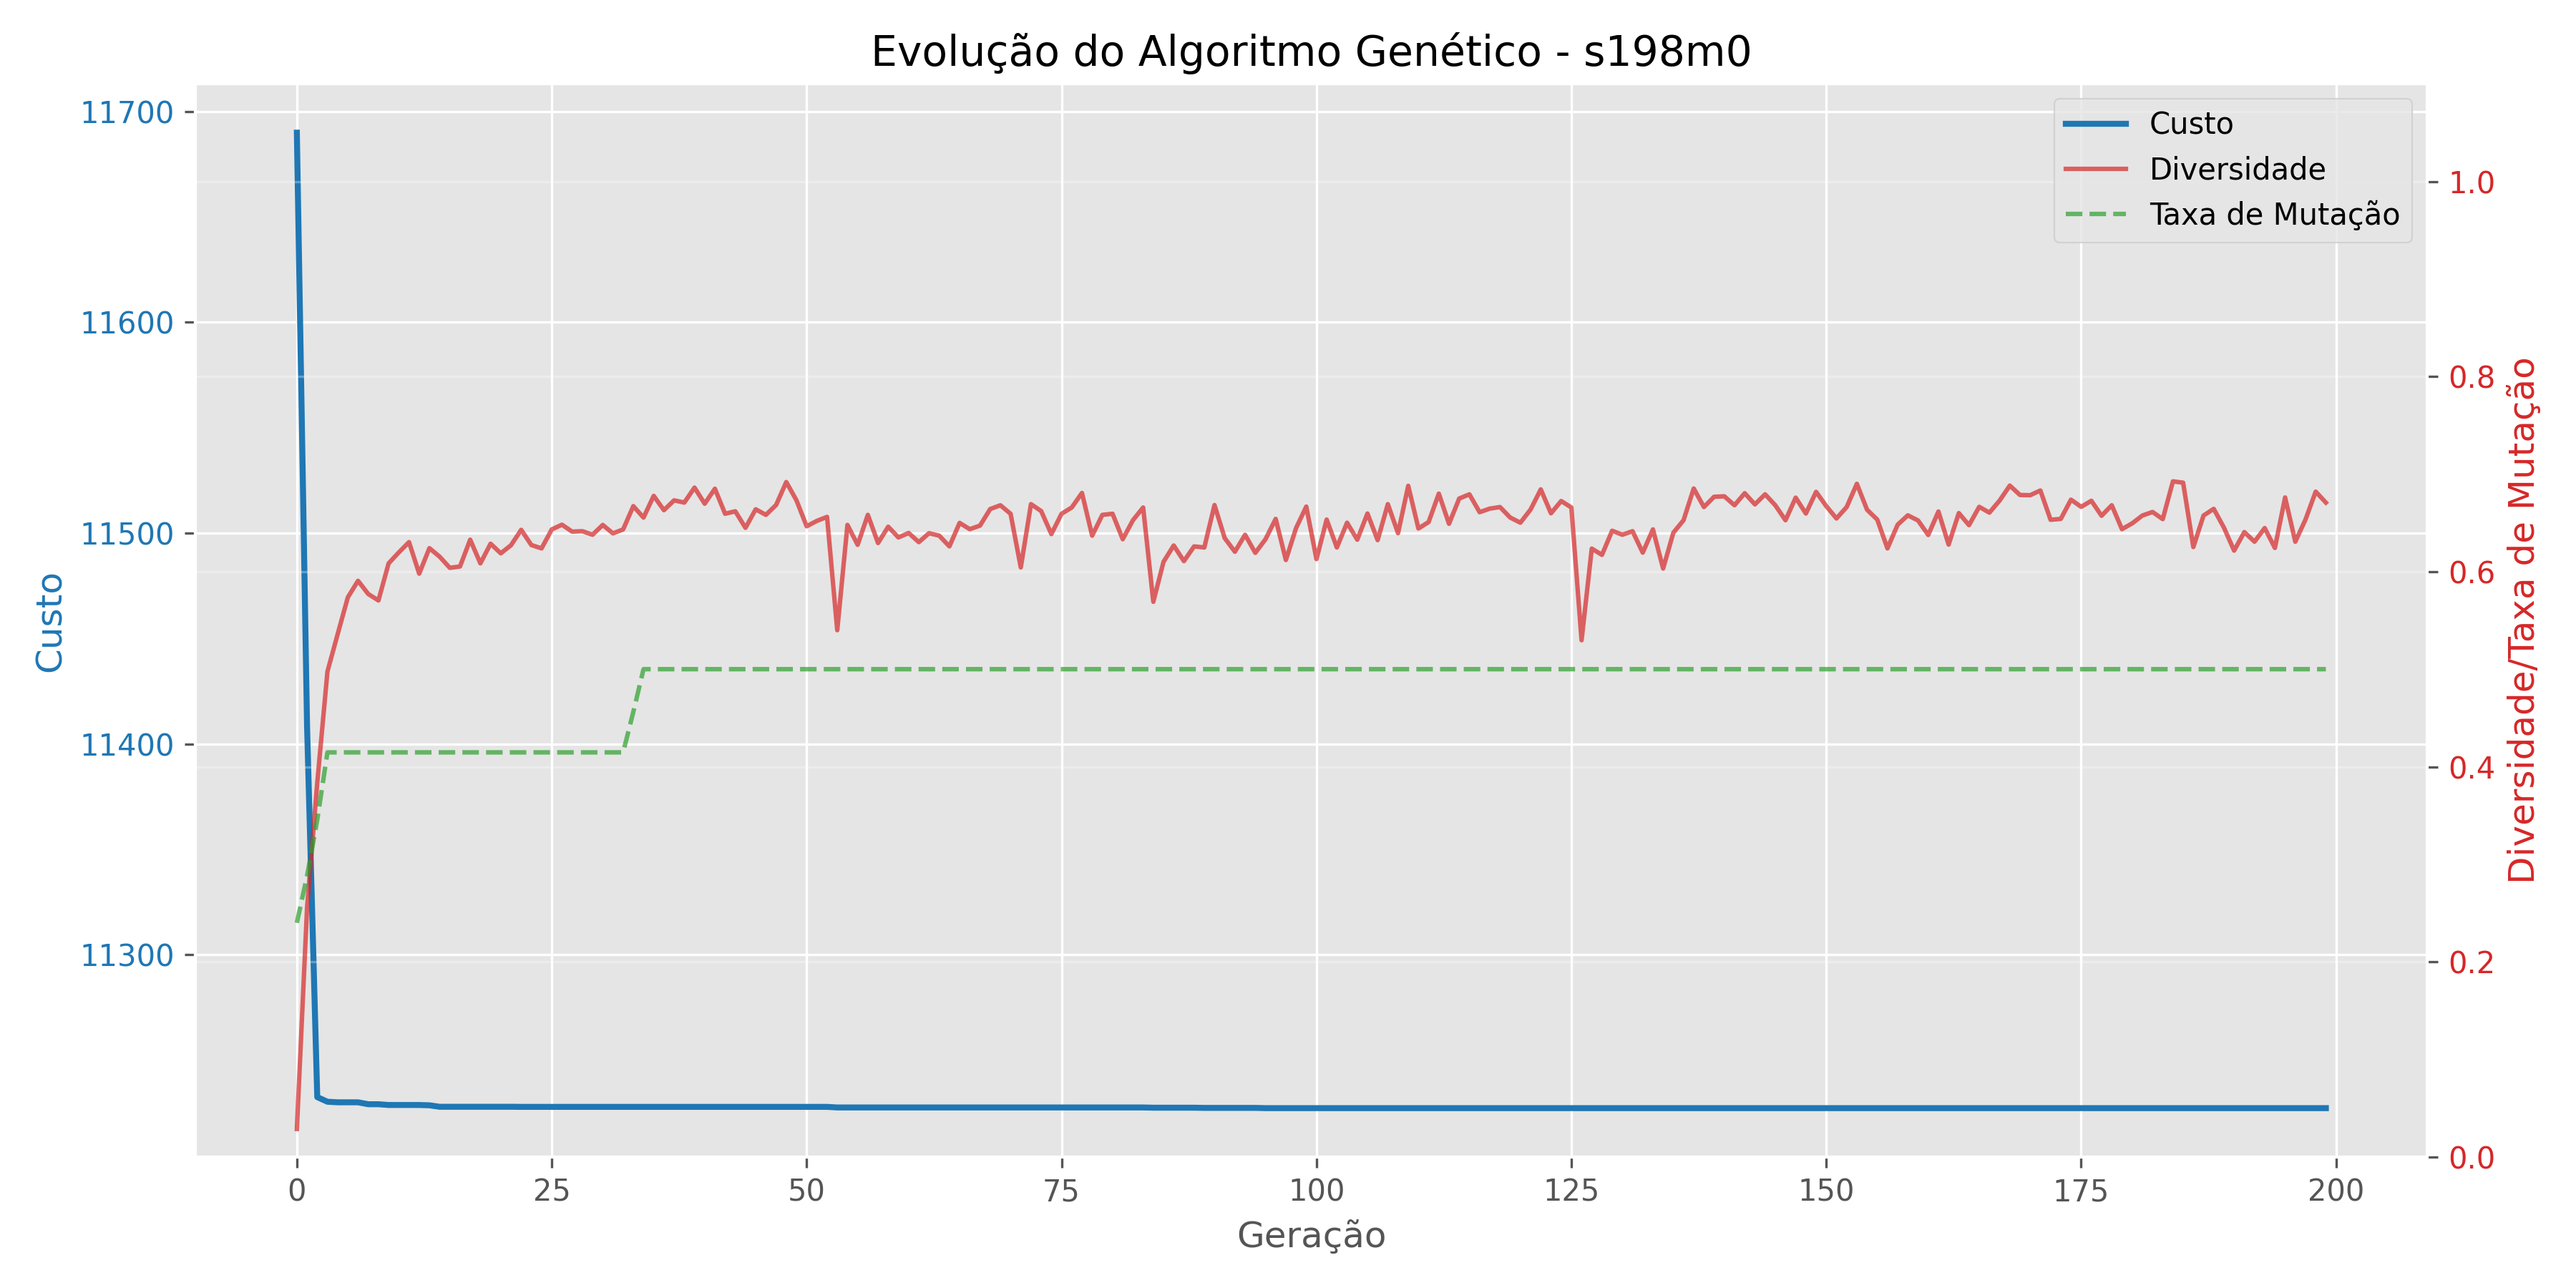 Evolução do Algoritmo Genético - s198m0
Custo
Diversidade
Taxa de Mutação
11700
11600
11500
11400
11300
Custo
1.0
0.8
0.6
0.4
0.2
0.0
Diversidade/Taxa de Mutação
0 25 50 75 100 125 150 175 200
Geração